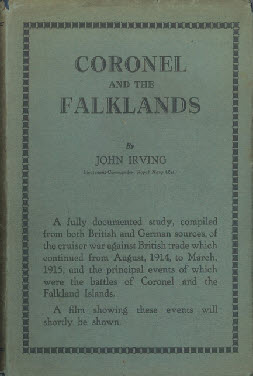 CORONEL
AND THE
FALKLANDS
By
JOHN IRVING
A fully documented study, compiled
from both British and German sources, of
the cruiser war against British trade which
continued from August, 1914, to March,
1915, and the principal events of which
were the battles of Coronel and the
Falkland Islands.
A film showing these events will
shortly be shown.